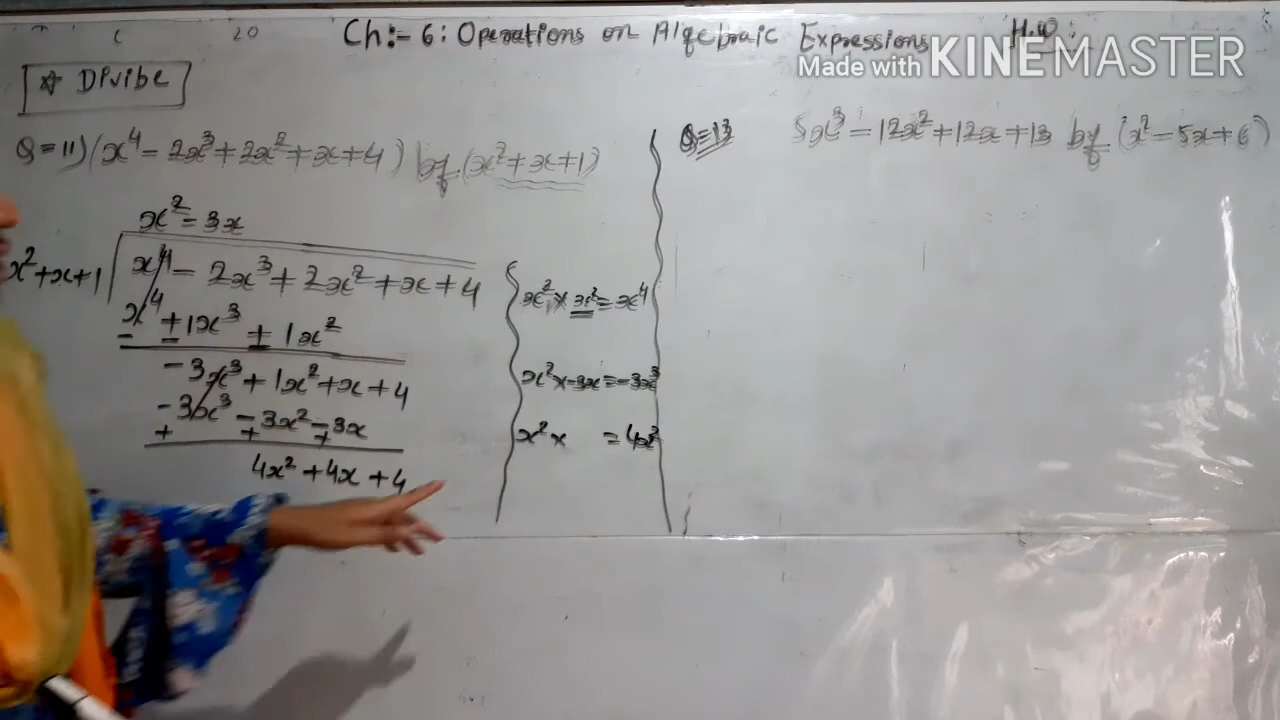 Ch:- 6: Operations on Algebraic Expressions H.W:
Made with KINEMASTER
* Divibe
Q=11) (x⁴ - 2x³ + 2x² + x + 4) by (x² + x + 1)
x² - 3x
x² + x + 1 x⁴ - 2x³ + 2x² + x + 4
x⁴ + 1x³ + 1x²
- - -
-3x³ + 1x² + x + 4
-3x³ - 3x² - 3x
+ + +
4x² + 4x + 4
x² × x² = x⁴
x² × -3x = -3x³
x² × = 4x²
Q=13 5x³ - 12x² + 12x + 13 by (x² - 5x + 6)